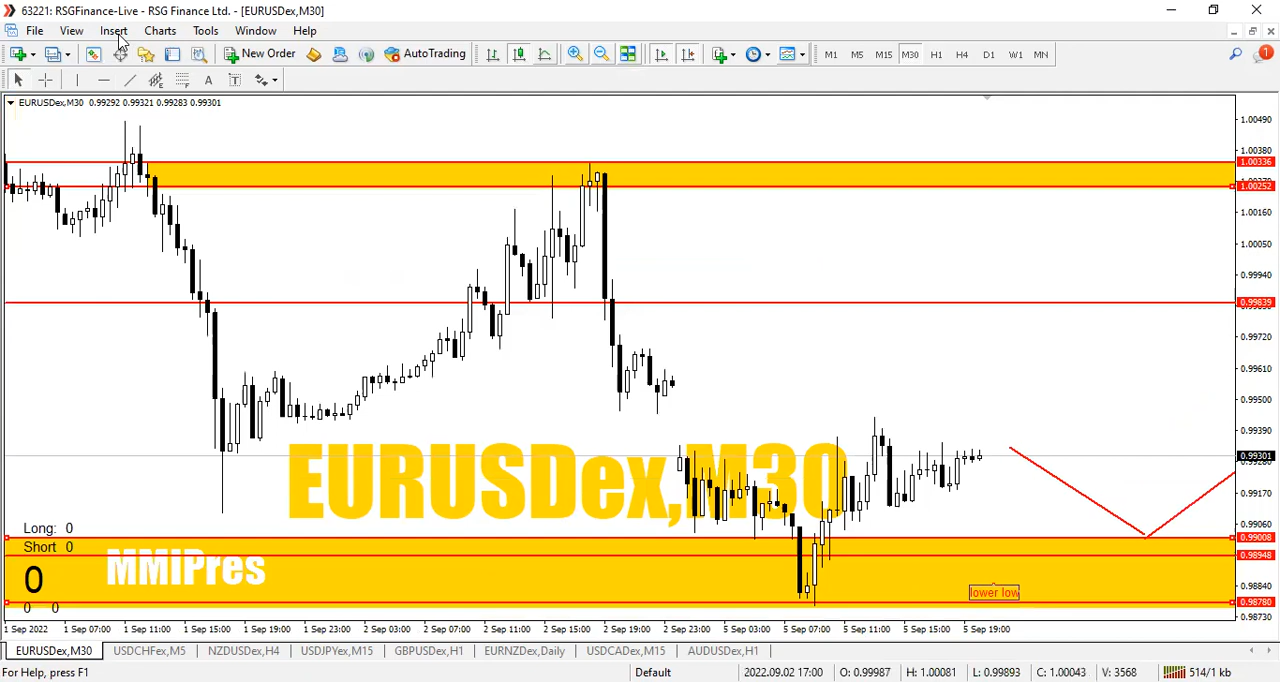 63221: RSGFinance-Live - RSG Finance Ltd. - [EURUSDex,M30]
File View Insert Charts Tools Window Help
New Order AutoTrading M1 M5 M15 M30 H1 H4 D1 W1 MN 1
A T
EURUSDex,M30 0.99292 0.99321 0.99283 0.99301
1.00490
1.00380
1.00336
1.00252
1.00160
1.00050
0.99940
0.99839
0.99720
0.99610
0.99500
0.99390
0.99301
EURUSDex,M30
0.99170
Long: 0
0.99060
Short 0
0.99008
0.98948
MMIPres
0
0.98840
lower low
0.98780
0 0
0.98730
1 Sep 2022 1 Sep 07:00 1 Sep 11:00 1 Sep 15:00 1 Sep 19:00 1 Sep 23:00 2 Sep 03:00 2 Sep 07:00 2 Sep 11:00 2 Sep 19:00 2 Sep 23:00 5 Sep 03:00 5 Sep 07:00 5 Sep 11:00 5 Sep 15:00 5 Sep 19:00
EURUSDex,M30 USDCHFex,M5 NZDUSDex,H4 USDJPYex,M15 GBPUSDex,H1 EURNZDex,Daily USDCADex,M15 AUDUSDex,H1
For Help, press F1 Default 2022.09.02 17:00 O: 0.99987 H: 1.00081 L: 0.99893 C: 1.00043 V: 3568 514/1 kb